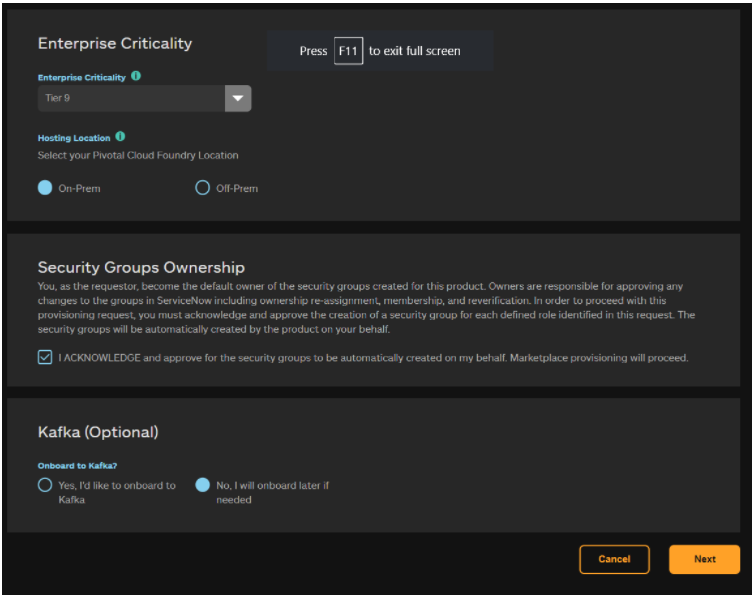 Enterprise Criticality
Press F11 to exit full screen
Enterprise Criticality
Tier 9
Hosting Location
Select your Pivotal Cloud Foundry Location
On-Prem
Off-Prem
Security Groups Ownership
You, as the requestor, become the default owner of the security groups created for this product. Owners are responsible for approving any
changes to the groups in ServiceNow including ownership re-assignment, membership, and reverification. In order to proceed with this
provisioning request, you must acknowledge and approve the creation of a security group for each defined role identified in this request. The
security groups will be automatically created by the product on your behalf.
I ACKNOWLEDGE and approve for the security groups to be automatically created on my behalf. Marketplace provisioning will proceed.
Kafka (Optional)
Onboard to Kafka?
Yes, I'd like to onboard to
Kafka
No, I will onboard later if
needed
Cancel
Next